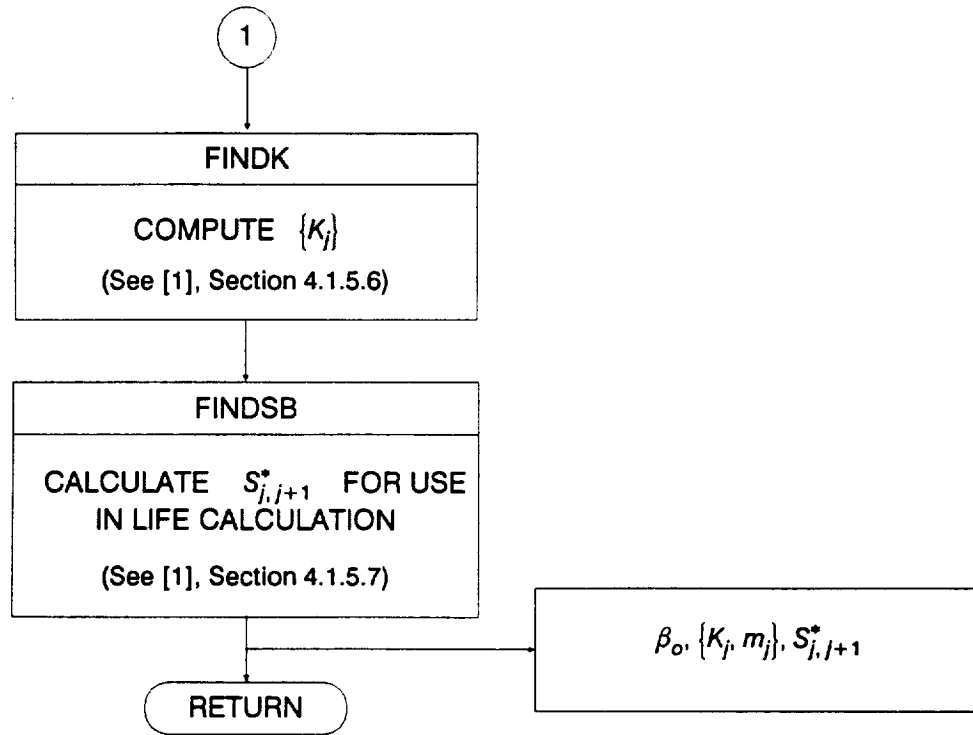 1
FINDK
COMPUTE {K_j}
(See [1], Section 4.1.5.6)
FINDSB
CALCULATE S*_{j, j+1} FOR USE
IN LIFE CALCULATION
(See [1], Section 4.1.5.7)
β_o, {K_j, m_j}, S*_{j, j+1}
RETURN